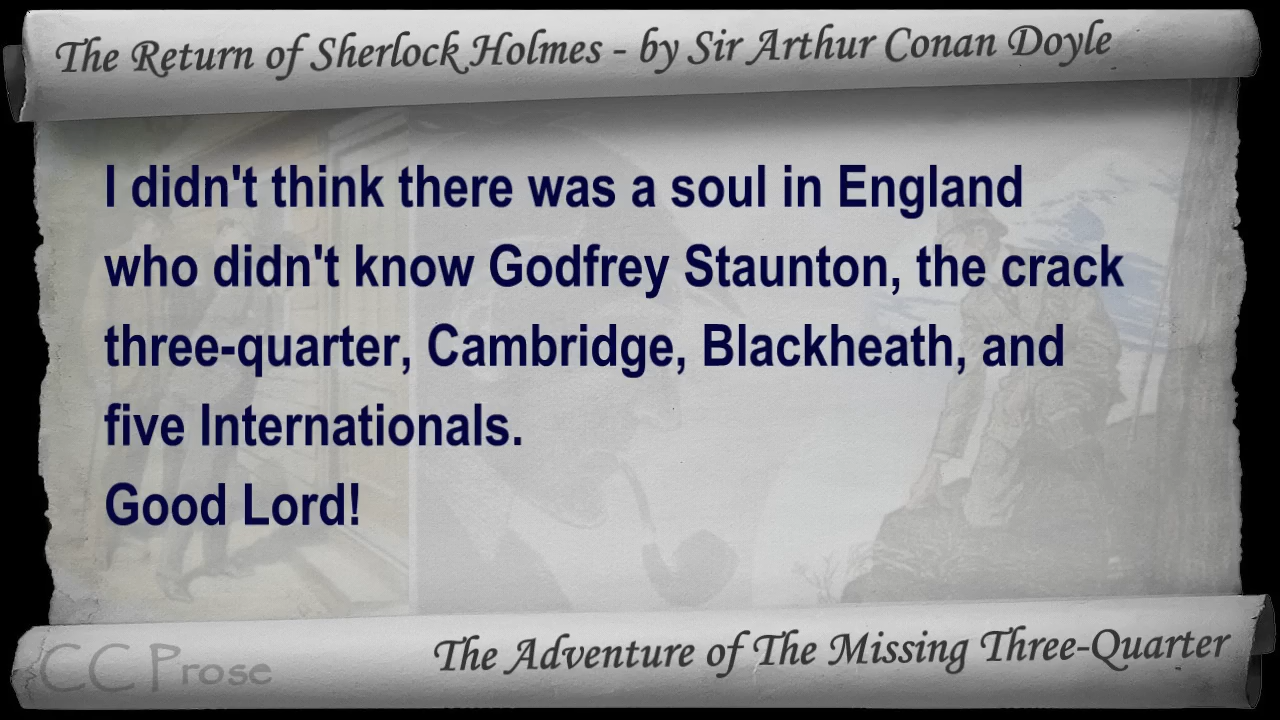 The Return of Sherlock Holmes - by Sir Arthur Conan Doyle
I didn't think there was a soul in England
who didn't know Godfrey Staunton, the crack
three-quarter, Cambridge, Blackheath, and
five Internationals.
Good Lord!
The Adventure of The Missing Three-Quarter
CC Prose